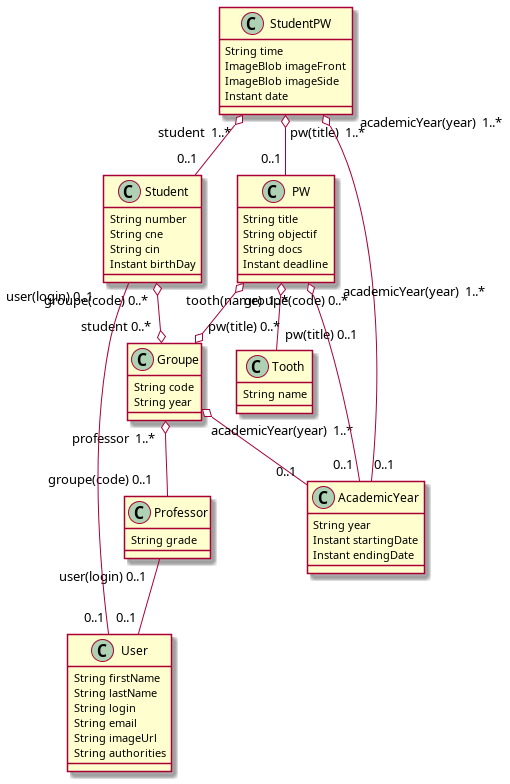 C StudentPW
String time
ImageBlob imageFront
ImageBlob imageSide
Instant date
student 1..*
pw(title) 1..*
academicYear(year) 1..*
0..1
0..1
C Student
String number
String cne
String cin
Instant birthDay
C PW
String title
String objectif
String docs
Instant deadline
user(login) 0..1
groupe(code) 0..*
tooth(name) 1..*
groupe(code) 0..*
academicYear(year) 1..*
student 0..*
pw(title) 0..*
pw(title) 0..1
C Groupe
String code
String year
C Tooth
String name
professor 1..*
academicYear(year) 1..*
groupe(code) 0..1
0..1
0..1
0..1
C Professor
String grade
C AcademicYear
String year
Instant startingDate
Instant endingDate
user(login) 0..1
0..1
0..1
C User
String firstName
String lastName
String login
String email
String imageUrl
String authorities